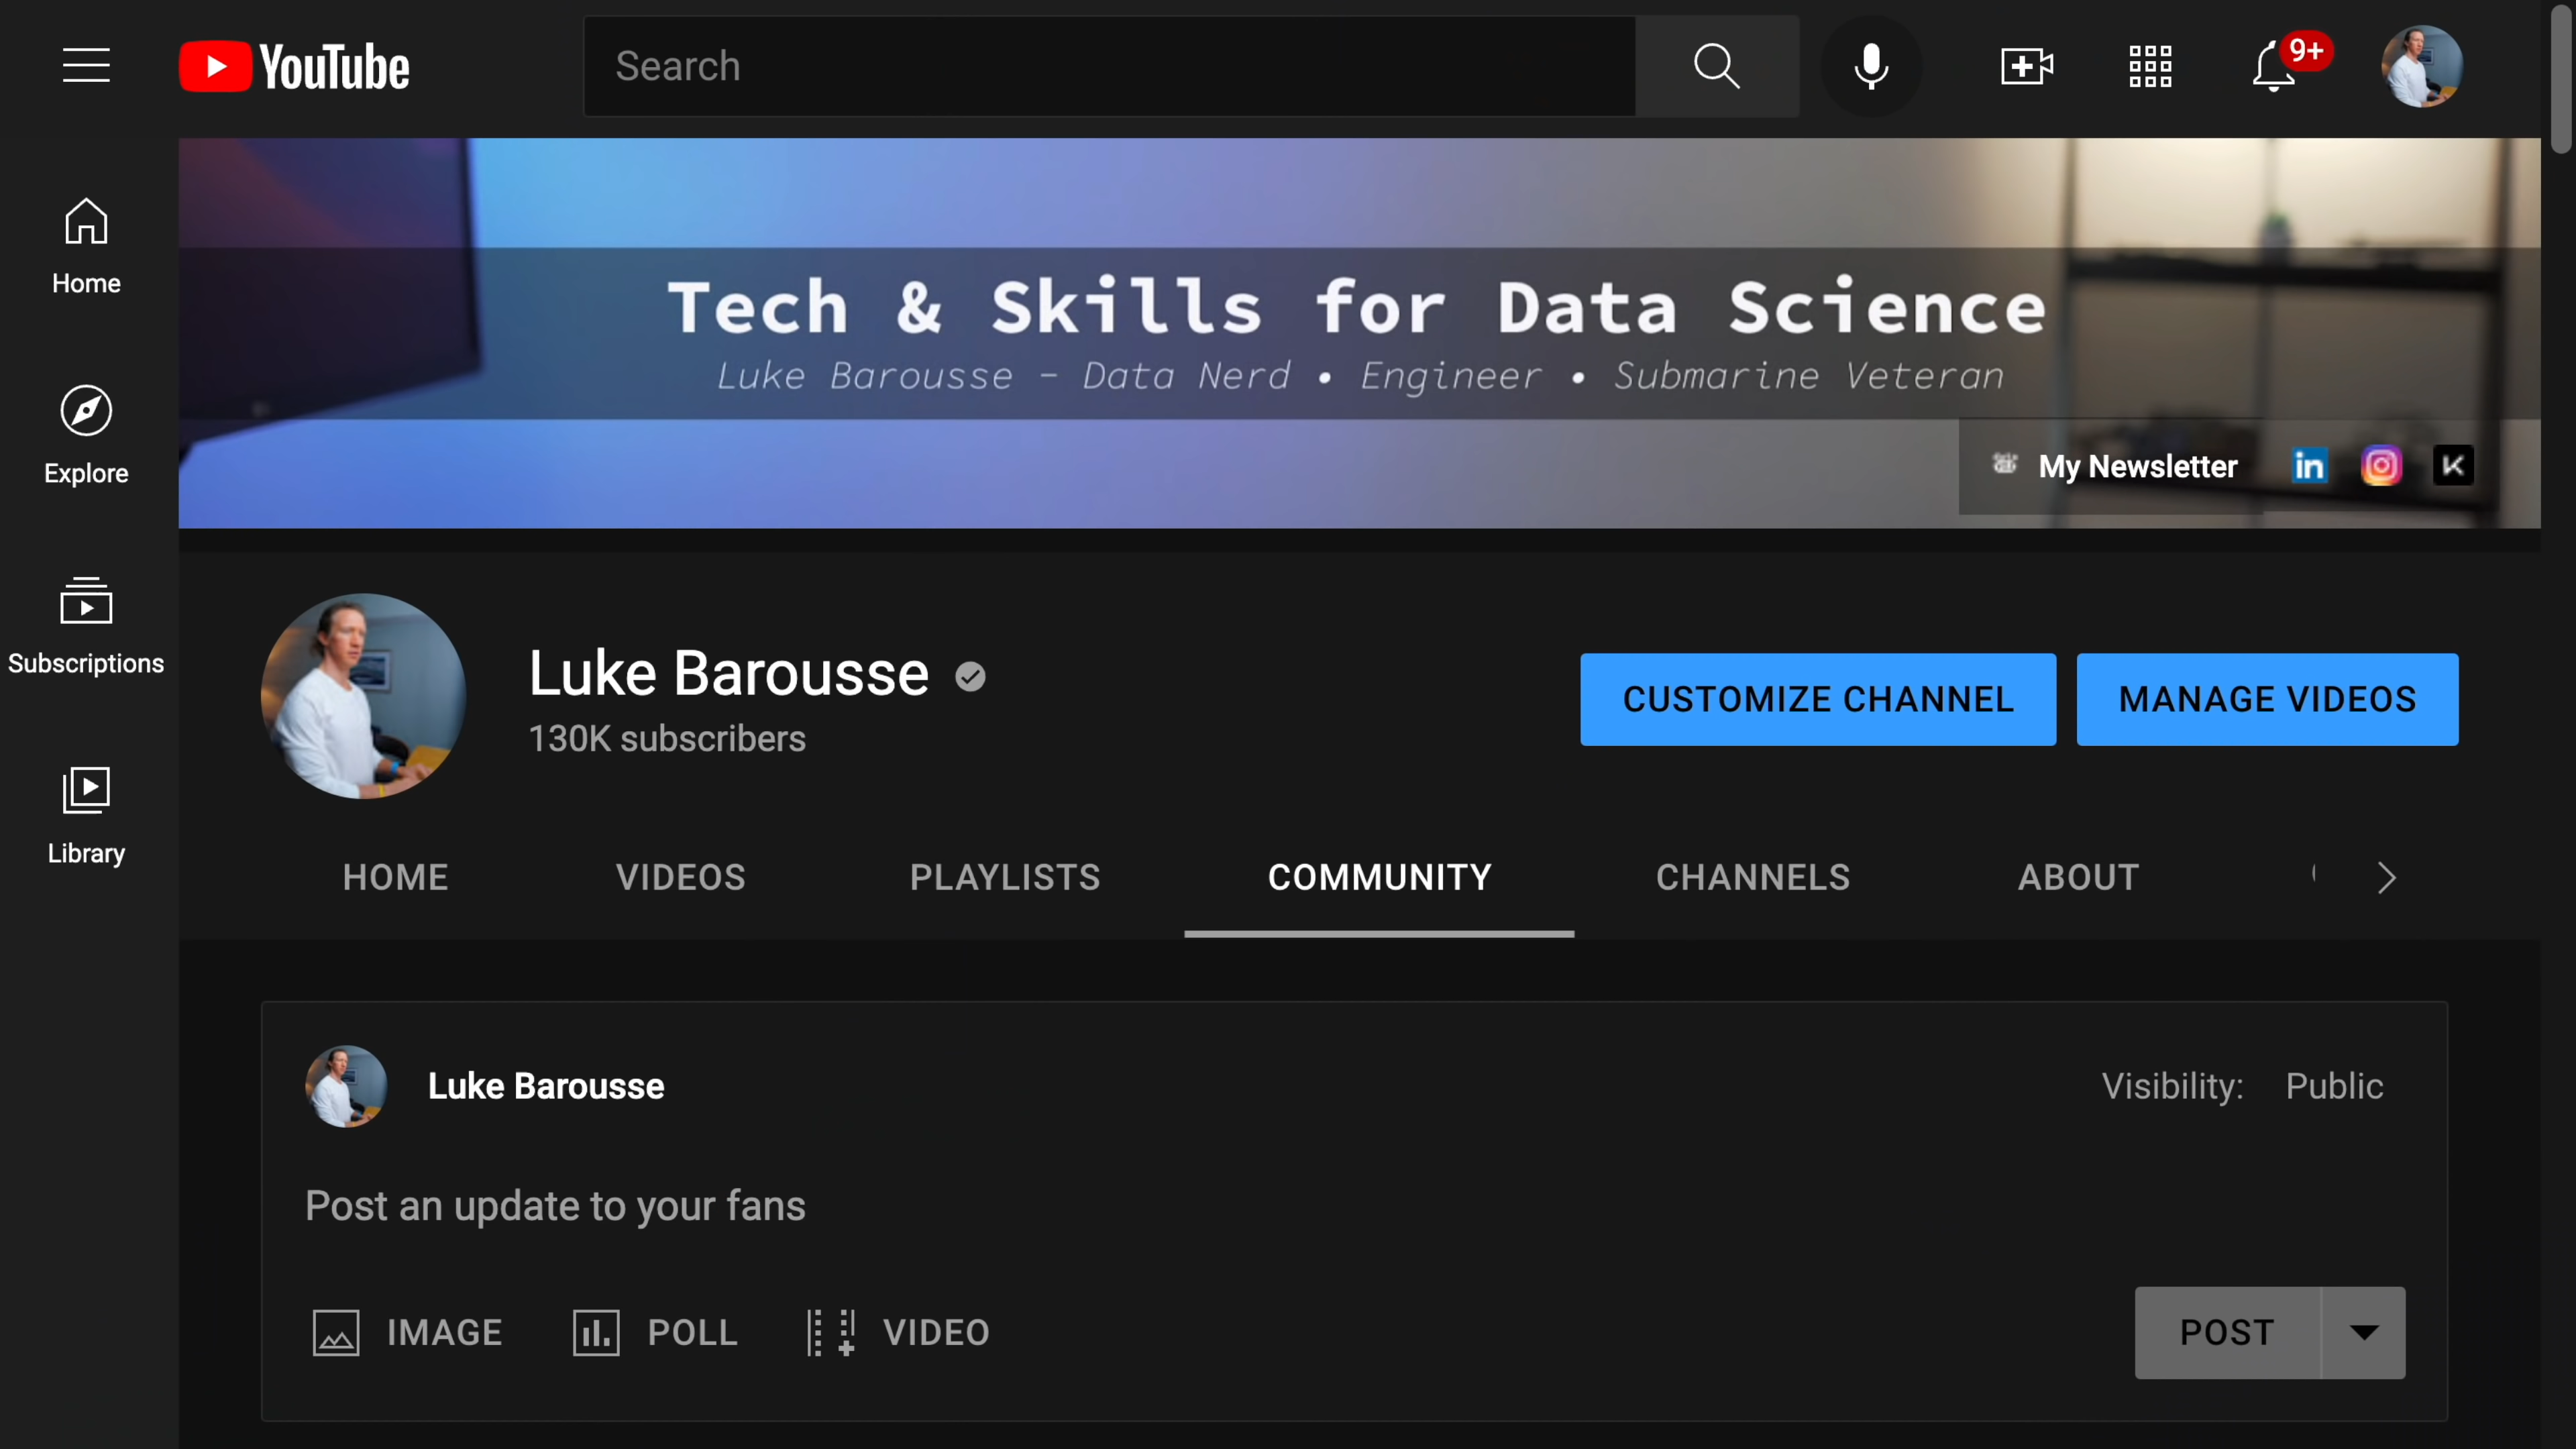 YouTube
Search
9+
Home
Explore
Subscriptions
Library
Tech & Skills for Data Science
Luke Barousse - Data Nerd • Engineer • Submarine Veteran
My Newsletter
Luke Barousse
130K subscribers
CUSTOMIZE CHANNEL
MANAGE VIDEOS
HOME VIDEOS PLAYLISTS COMMUNITY CHANNELS ABOUT
Luke Barousse
Visibility: Public
Post an update to your fans
IMAGE POLL VIDEO
POST